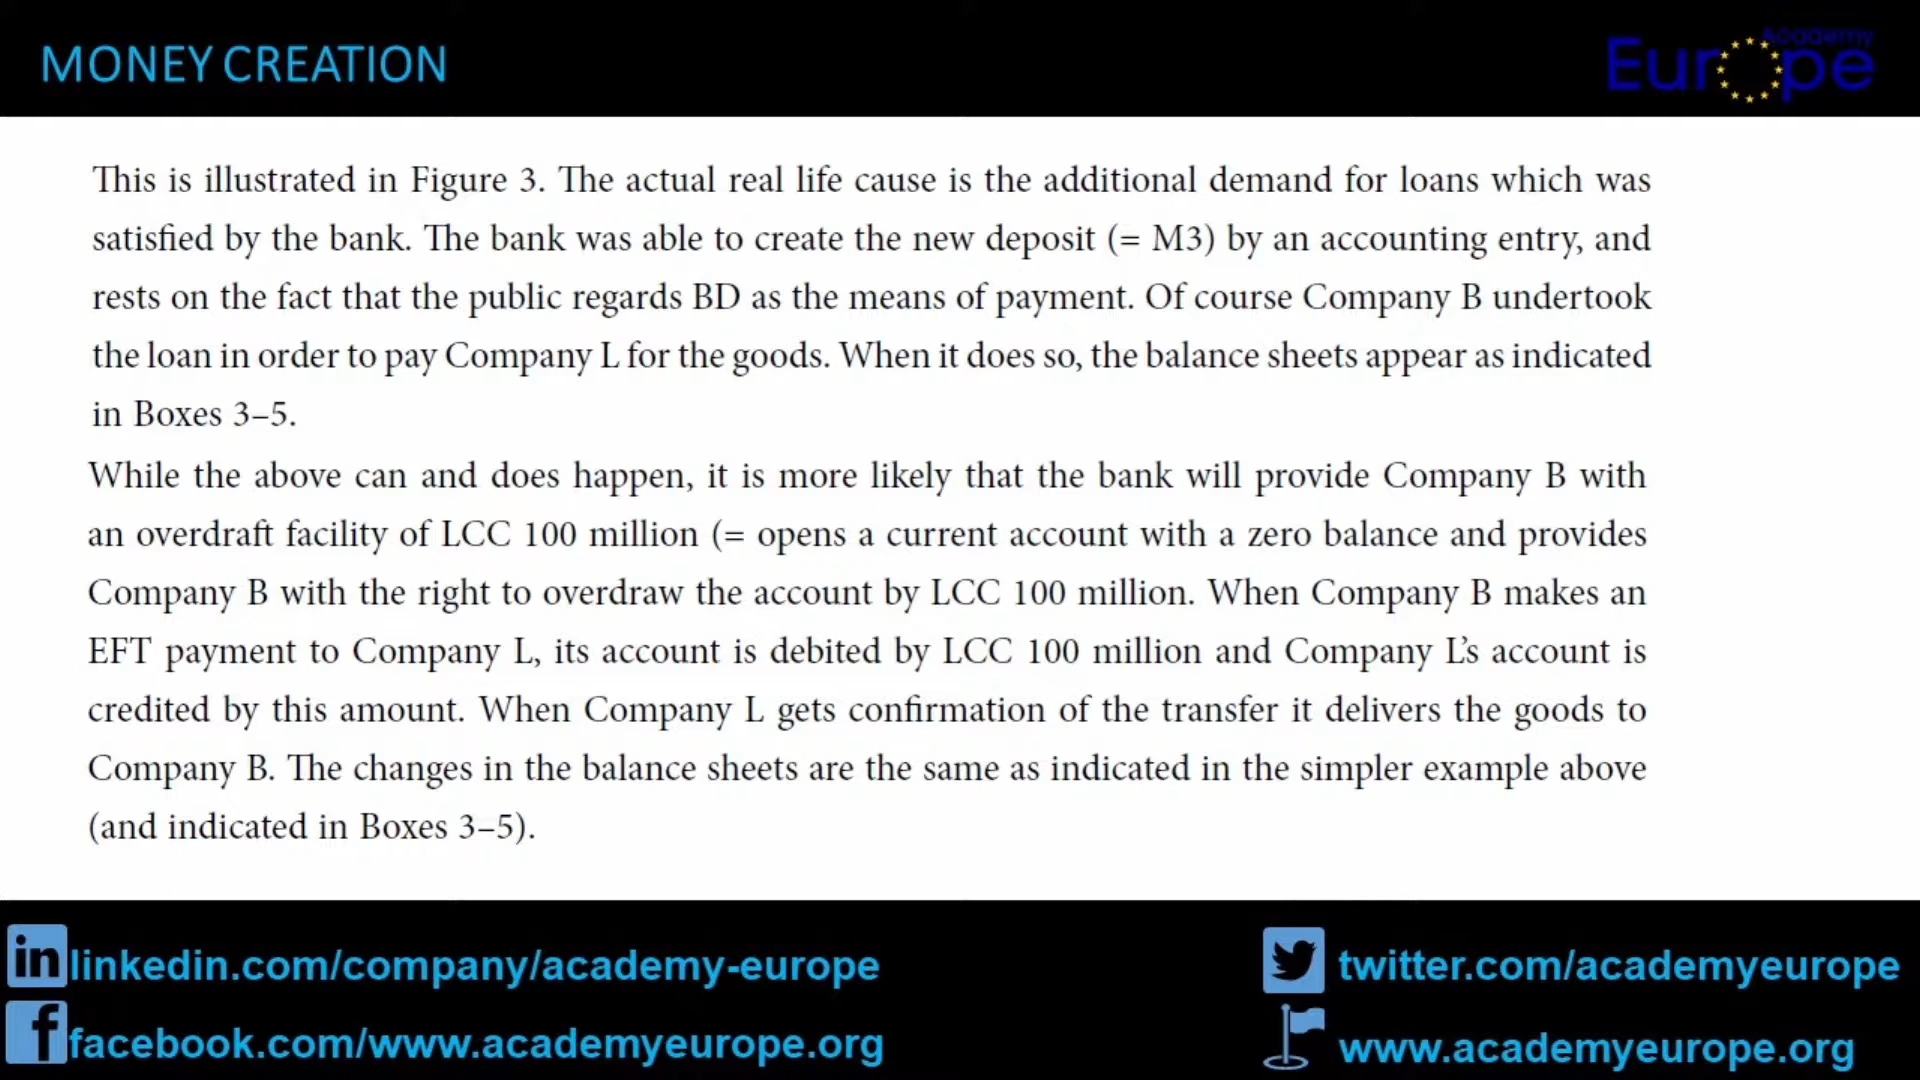 MONEY CREATION
Academy
Europe
This is illustrated in Figure 3. The actual real life cause is the additional demand for loans which was
satisfied by the bank. The bank was able to create the new deposit (= M3) by an accounting entry, and
rests on the fact that the public regards BD as the means of payment. Of course Company B undertook
the loan in order to pay Company L for the goods. When it does so, the balance sheets appear as indicated
in Boxes 3–5.
While the above can and does happen, it is more likely that the bank will provide Company B with
an overdraft facility of LCC 100 million (= opens a current account with a zero balance and provides
Company B with the right to overdraw the account by LCC 100 million. When Company B makes an
EFT payment to Company L, its account is debited by LCC 100 million and Company L’s account is
credited by this amount. When Company L gets confirmation of the transfer it delivers the goods to
Company B. The changes in the balance sheets are the same as indicated in the simpler example above
(and indicated in Boxes 3–5).
in linkedin.com/company/academy-europe
twitter.com/academyeurope
f facebook.com/www.academyeurope.org
www.academyeurope.org